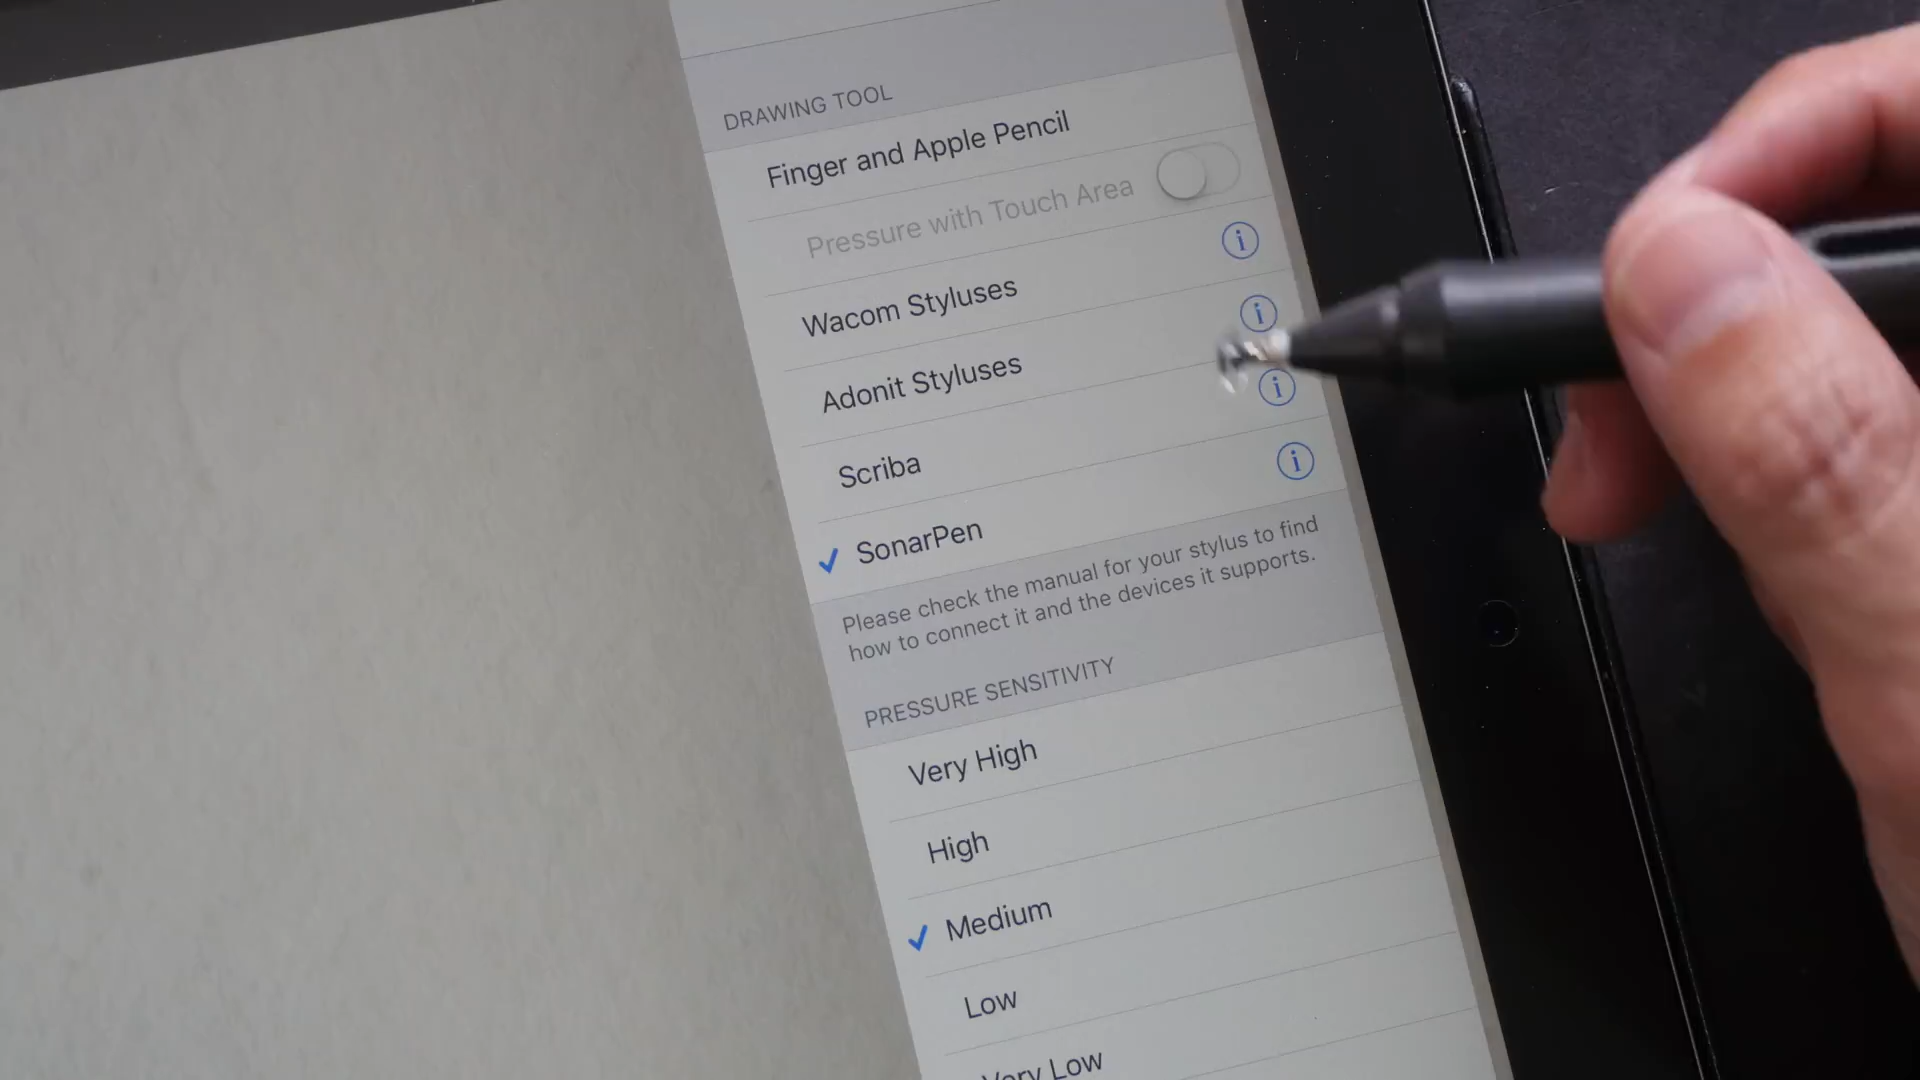 DRAWING TOOL
Finger and Apple Pencil
Pressure with Touch Area
Wacom Styluses
Adonit Styluses
Scriba
SonarPen
Please check the manual for your stylus to find
how to connect it and the devices it supports.
PRESSURE SENSITIVITY
Very High
High
Medium
Low
Very Low